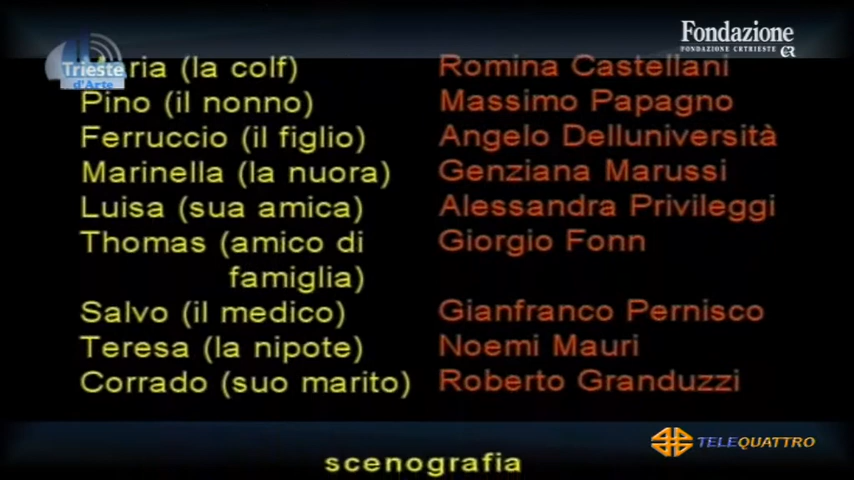 Fondazione
FONDAZIONE CRTRIESTE
CR
Trieste
d'Arte
aria (la colf) Romina Castellani
Pino (il nonno) Massimo Papagno
Ferruccio (il figlio) Angelo Delluniversità
Marinella (la nuora) Genziana Marussi
Luisa (sua amica) Alessandra Privileggi
Thomas (amico di Giorgio Fonn
famiglia)
Salvo (il medico) Gianfranco Pernisco
Teresa (la nipote) Noemi Mauri
Corrado (suo marito) Roberto Granduzzi
TELEQUATTRO
scenografia